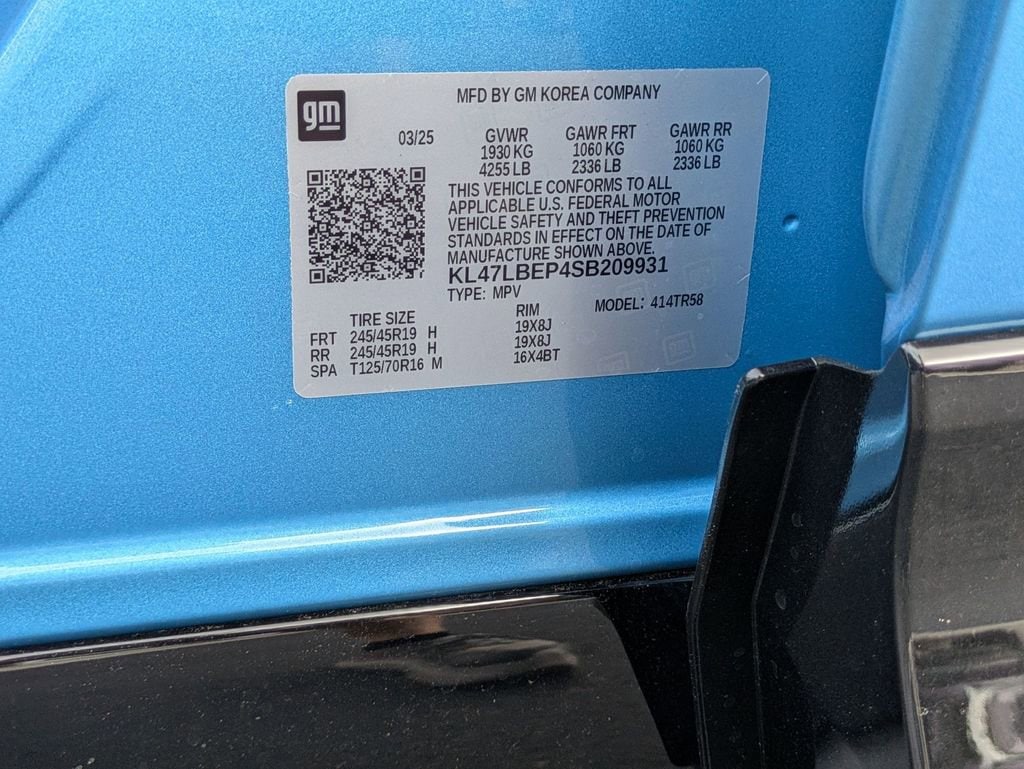 gm
MFD BY GM KOREA COMPANY
03/25 GVWR GAWR FRT GAWR RR
1930 KG 1060 KG 1060 KG
4255 LB 2336 LB 2336 LB
THIS VEHICLE CONFORMS TO ALL
APPLICABLE U.S. FEDERAL MOTOR
VEHICLE SAFETY AND THEFT PREVENTION
STANDARDS IN EFFECT ON THE DATE OF
MANUFACTURE SHOWN ABOVE.
KL47LBEP4SB209931
TYPE: MPV MODEL: 414TR58
TIRE SIZE RIM
FRT 245/45R19 H 19X8J
RR 245/45R19 H 19X8J
SPA T125/70R16 M 16X4BT